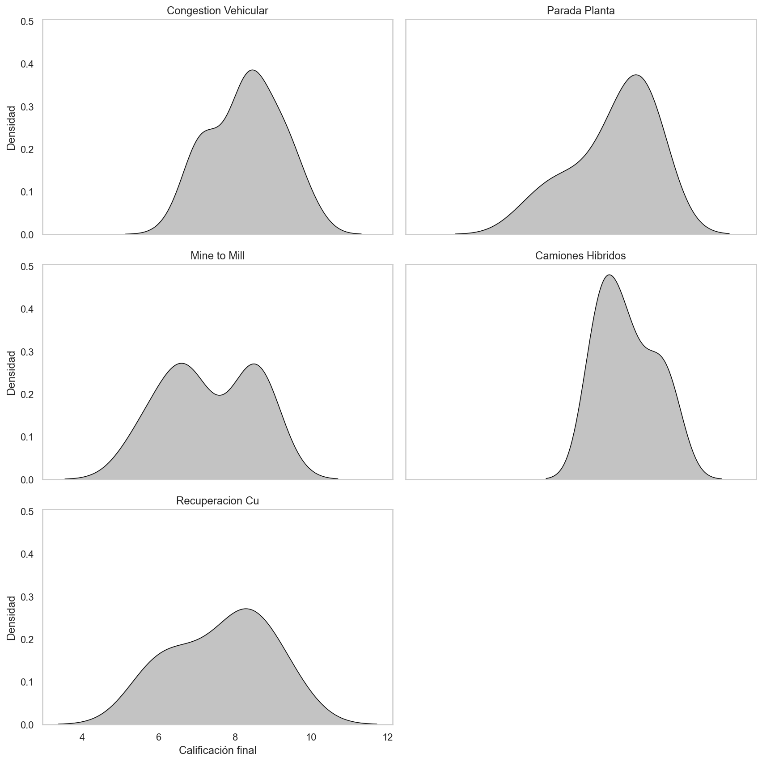 Congestion Vehicular
Parada Planta
0.5
0.4
0.3
0.2
0.1
0.0
Densidad
Mine to Mill
Camiones Hibridos
0.5
0.4
0.3
0.2
0.1
0.0
Densidad
Recuperacion Cu
0.5
0.4
0.3
0.2
0.1
0.0
Densidad
4 6 8 10 12
Calificación final